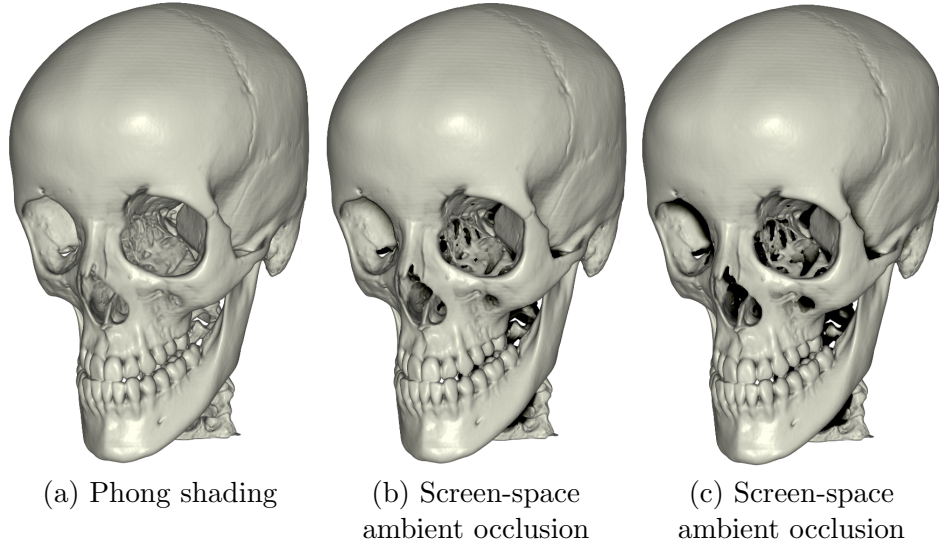 (a) Phong shading
(b) Screen-space
ambient occlusion
(c) Screen-space
ambient occlusion